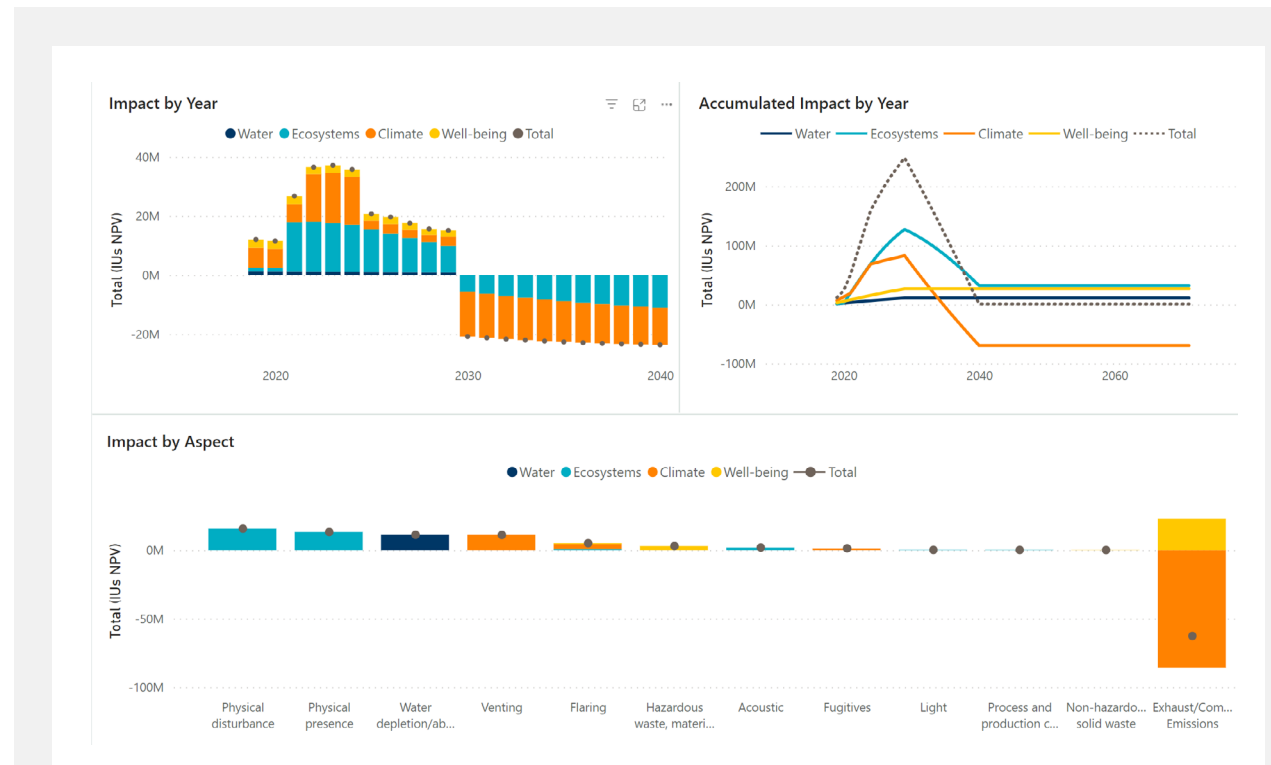 Impact by Year
Water Ecosystems Climate Well-being Total
40M
20M
0M
-20M
Total (IUs NPV)
2020 2030 2040
Accumulated Impact by Year
Water Ecosystems Climate Well-being Total
200M
100M
0M
-100M
Total (IUs NPV)
2020 2040 2060
Impact by Aspect
Water Ecosystems Climate Well-being Total
0M
-50M
-100M
Total (IUs NPV)
Physical
disturbance
Physical
presence
Water
depletion/ab...
Venting
Flaring
Hazardous
waste, materi...
Acoustic
Fugitives
Light
Process and
production c...
Non-hazardo...
solid waste
Exhaust/Com...
Emissions